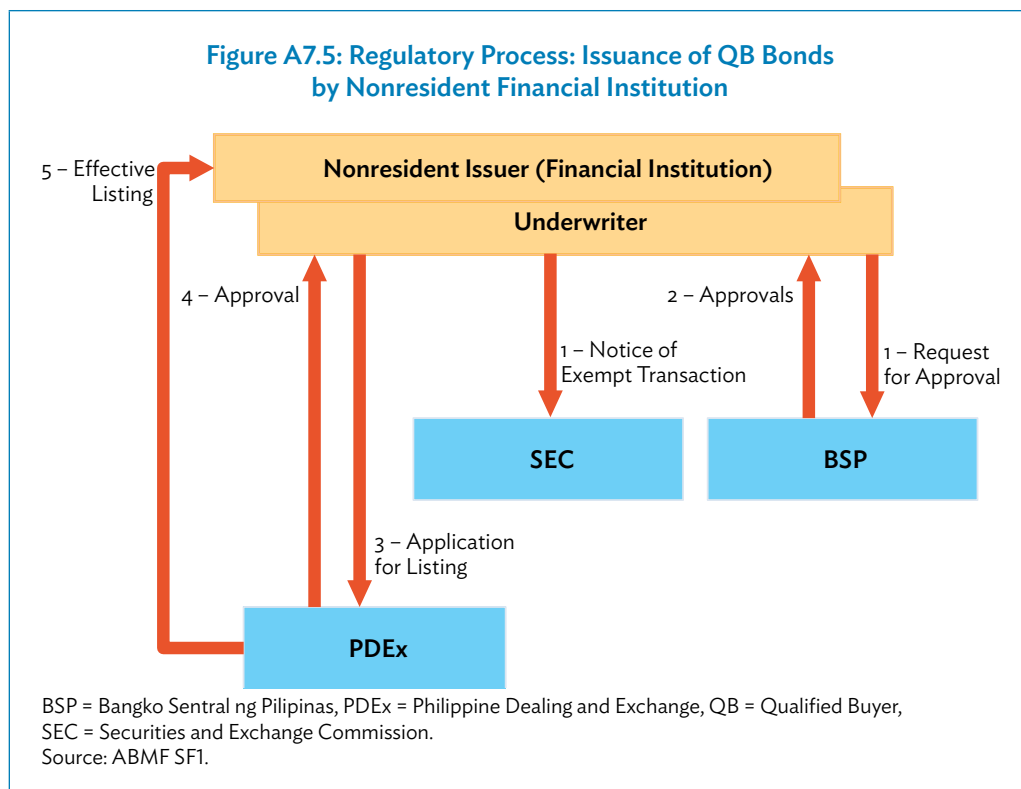 Figure A7.5: Regulatory Process: Issuance of QB Bonds
by Nonresident Financial Institution
5 – Effective
Listing
Nonresident Issuer (Financial Institution)
Underwriter
4 – Approval
2 – Approvals
1 – Notice of
Exempt Transaction
1 – Request
for Approval
SEC
BSP
3 – Application
for Listing
PDEx
BSP = Bangko Sentral ng Pilipinas, PDEx = Philippine Dealing and Exchange, QB = Qualified Buyer,
SEC = Securities and Exchange Commission.
Source: ABMF SF1.